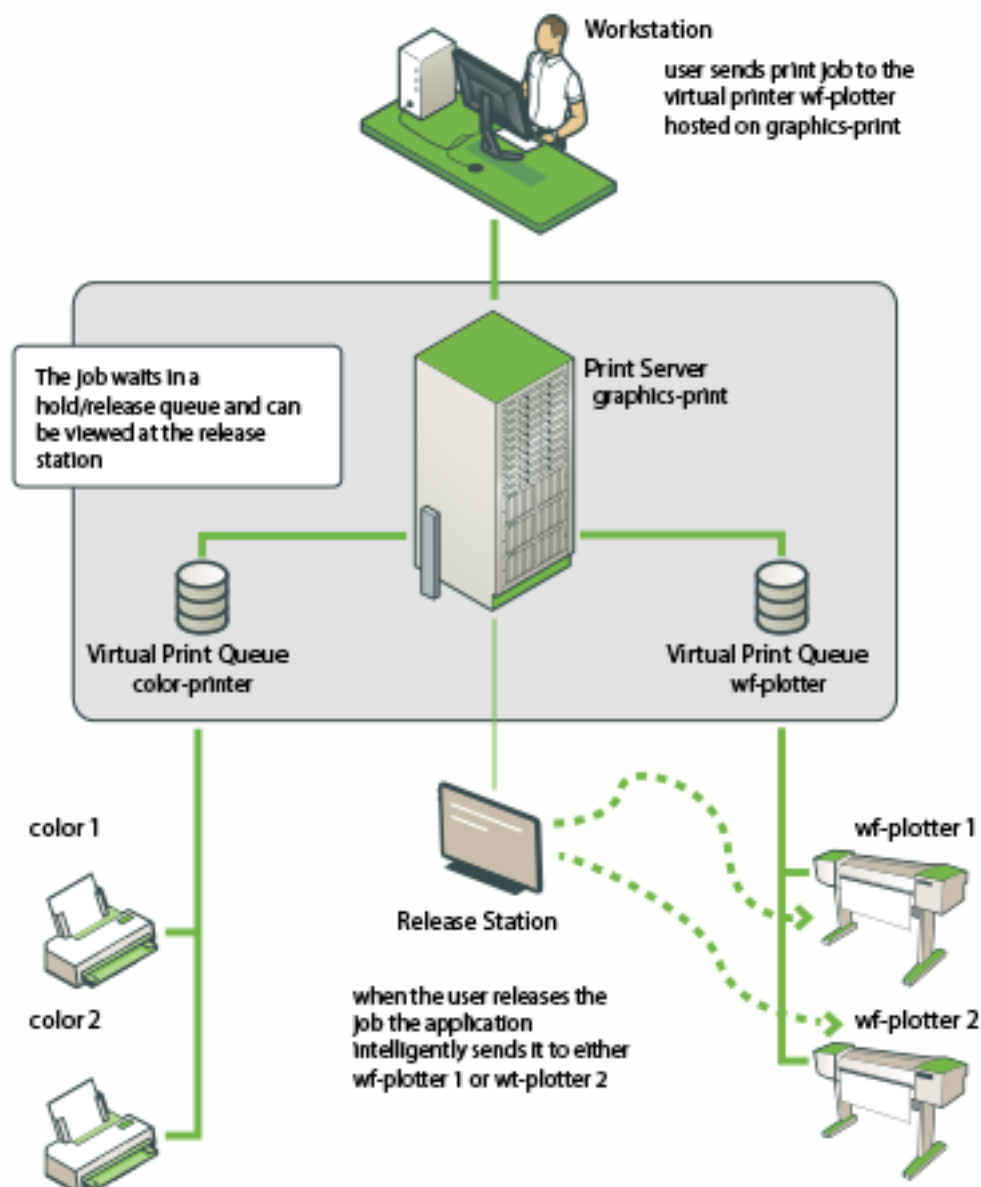 Workstation
user sends print job to the
virtual printer wf-plotter
hosted on graphics-print
The job waits in a
hold/release queue and can
be viewed at the release
station
Print Server
graphics-print
Virtual Print Queue
color-printer
Virtual Print Queue
wf-plotter
color 1
wf-plotter 1
Release Station
color 2
when the user releases the
job the application
intelligently sends it to either
wf-plotter 1 or wt-plotter 2
wf-plotter 2